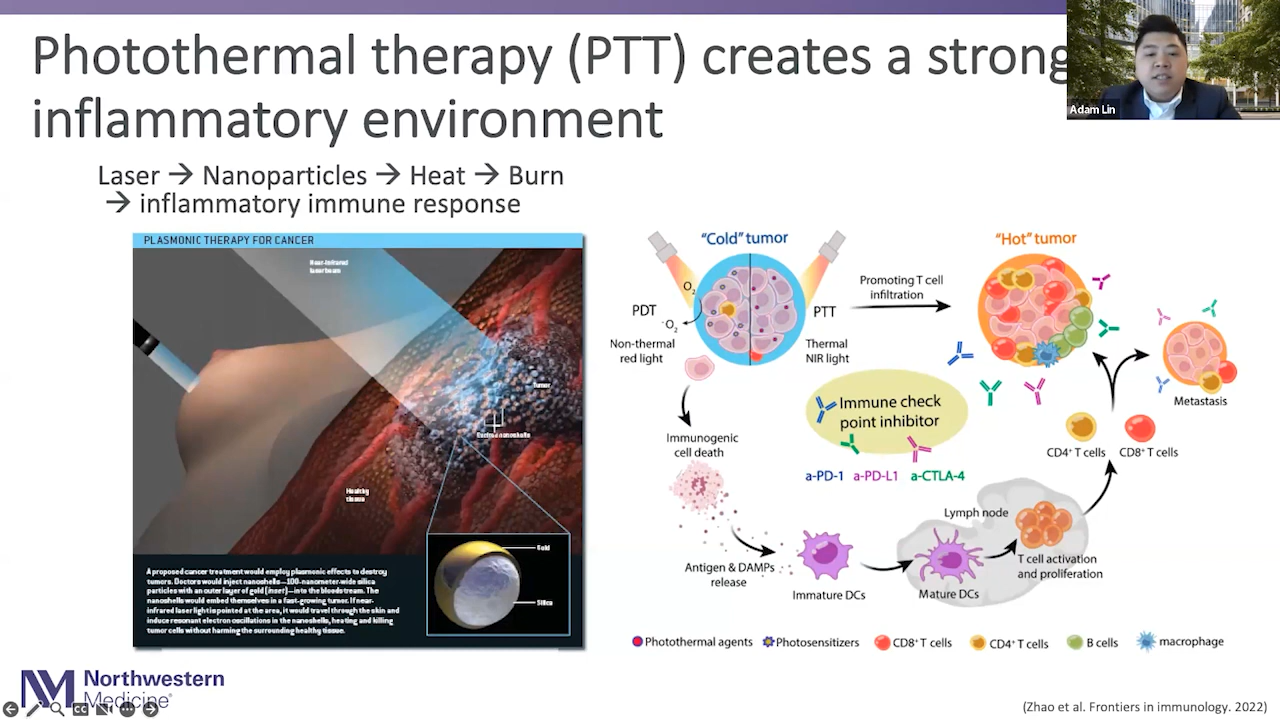 Photothermal therapy (PTT) creates a strong
inflammatory environment
Adam Lin
Laser → Nanoparticles → Heat → Burn
→ inflammatory immune response
PLASMONIC THERAPY FOR CANCER
Near-infrared
laser beam
Tumor
Healthy
tissue
Gold
Silica
A proposed cancer treatment would employ plasmonic effects to destroy
tumors. Doctors would inject nanoshells—100-nanometer-wide silica
particles with an outer layer of gold (inset)—into the bloodstream. The
nanoshells would embed themselves in a fast-growing tumor. If near-
infrared laser light is pointed at the area, it would travel through the skin and
induce resonant electron oscillations in the nanoshells, heating and killing
tumor cells without harming the surrounding healthy tissue.
"Cold" tumor
"Hot" tumor
O₂
PDT
⁻O₂
Non-thermal
red light
PTT
Thermal
NIR light
Promoting T cell
infiltration
Immune check
point inhibitor
a-PD-1 a-PD-L1 a-CTLA-4
Metastasis
CD4⁺ T cells CD8⁺ T cells
Immunogenic
cell death
Antigen & DAMPs
release
Immature DCs
Lymph node
Mature DCs
T cell activation
and proliferation
Photothermal agents Photosensitizers CD8⁺ T cells CD4⁺ T cells B cells macrophage
NM Northwestern
Medicine®
CC
(Zhao et al. Frontiers in immunology. 2022)